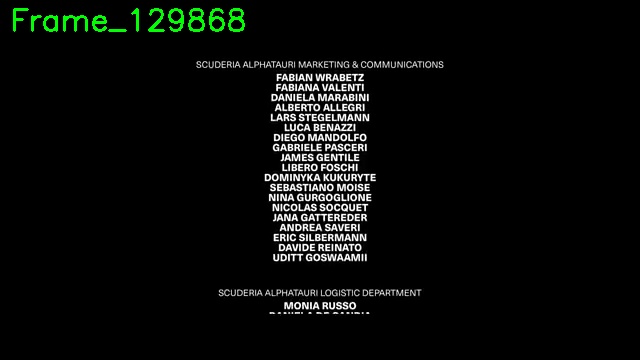 Frame_129868
SCUDERIA ALPHATAURI MARKETING & COMMUNICATIONS
FABIAN WRABETZ
FABIANA VALENTI
DANIELA MARABINI
ALBERTO ALLEGRI
LARS STEGELMANN
LUCA BENAZZI
DIEGO MANDOLFO
GABRIELE PASCERI
JAMES GENTILE
LIBERO FOSCHI
DOMINYKA KUKURYTE
SEBASTIANO MOISE
NINA GURGOGLIONE
NICOLAS SOCQUET
JANA GATTEREDER
ANDREA SAVERI
ERIC SILBERMANN
DAVIDE REINATO
UDITT GOSWAAMII
SCUDERIA ALPHATAURI LOGISTIC DEPARTMENT
MONIA RUSSO